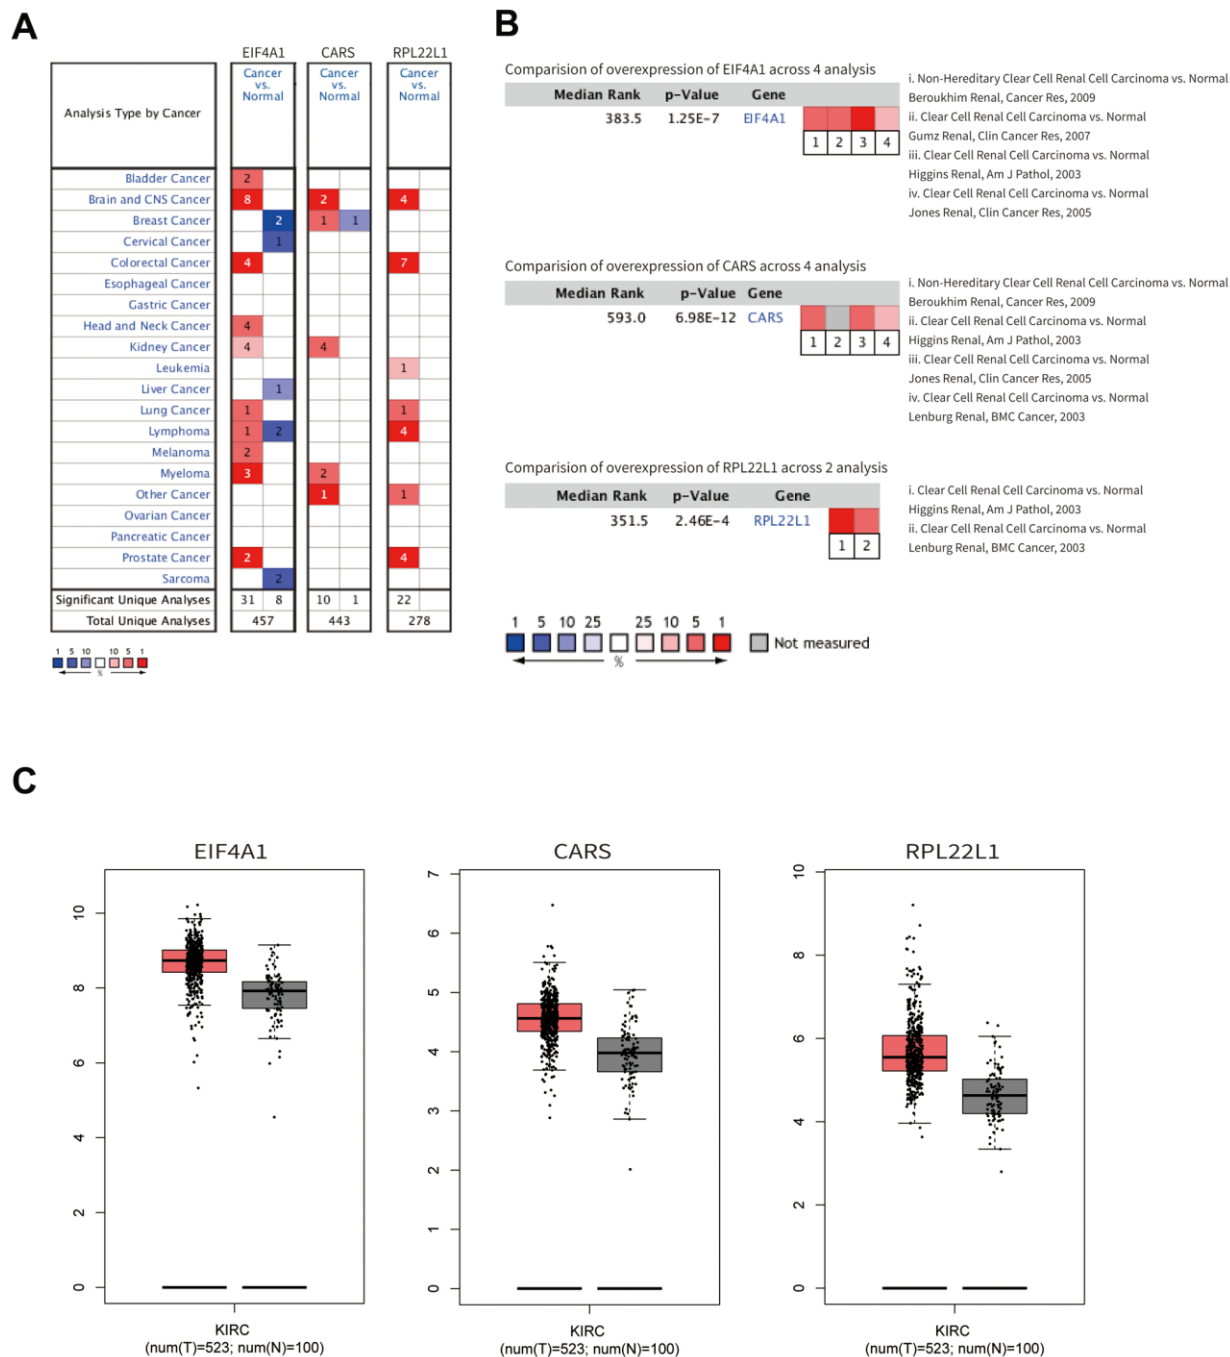 A
EIF4A1 CARS RPL22L1
Analysis Type by Cancer
Cancer vs. Normal Cancer vs. Normal Cancer vs. Normal
Bladder Cancer 2
Brain and CNS Cancer 8 2 4
Breast Cancer 2 1 1
Cervical Cancer 1
Colorectal Cancer 4 7
Esophageal Cancer
Gastric Cancer
Head and Neck Cancer 4
Kidney Cancer 4 4
Leukemia 1
Liver Cancer 1
Lung Cancer 1 1
Lymphoma 1 2 4
Melanoma 2
Myeloma 3 2
Other Cancer 1 1
Ovarian Cancer
Pancreatic Cancer
Prostate Cancer 2 4
Sarcoma 2
Significant Unique Analyses 31 8 10 1 22
Total Unique Analyses 457 443 278
1 5 10 10 5 1
%
B
Comparision of overexpression of EIF4A1 across 4 analysis
Median Rank p-Value Gene
383.5 1.25E-7 EIF4A1
1 2 3 4
i. Non-Hereditary Clear Cell Renal Cell Carcinoma vs. Normal
Beroukhim Renal, Cancer Res, 2009
ii. Clear Cell Renal Cell Carcinoma vs. Normal
Gumz Renal, Clin Cancer Res, 2007
iii. Clear Cell Renal Cell Carcinoma vs. Normal
Higgins Renal, Am J Pathol, 2003
iv. Clear Cell Renal Cell Carcinoma vs. Normal
Jones Renal, Clin Cancer Res, 2005
Comparision of overexpression of CARS across 4 analysis
Median Rank p-Value Gene
593.0 6.98E-12 CARS
1 2 3 4
i. Non-Hereditary Clear Cell Renal Cell Carcinoma vs. Normal
Beroukhim Renal, Cancer Res, 2009
ii. Clear Cell Renal Cell Carcinoma vs. Normal
Higgins Renal, Am J Pathol, 2003
iii. Clear Cell Renal Cell Carcinoma vs. Normal
Jones Renal, Clin Cancer Res, 2005
iv. Clear Cell Renal Cell Carcinoma vs. Normal
Lenburg Renal, BMC Cancer, 2003
Comparision of overexpression of RPL22L1 across 2 analysis
Median Rank p-Value Gene
351.5 2.46E-4 RPL22L1
1 2
i. Clear Cell Renal Cell Carcinoma vs. Normal
Higgins Renal, Am J Pathol, 2003
ii. Clear Cell Renal Cell Carcinoma vs. Normal
Lenburg Renal, BMC Cancer, 2003
1 5 10 25 25 10 5 1
% Not measured
C
EIF4A1
10
8
6
4
2
0
KIRC
(num(T)=523; num(N)=100)
CARS
7
6
5
4
3
2
1
0
KIRC
(num(T)=523; num(N)=100)
RPL22L1
10
8
6
4
2
0
KIRC
(num(T)=523; num(N)=100)